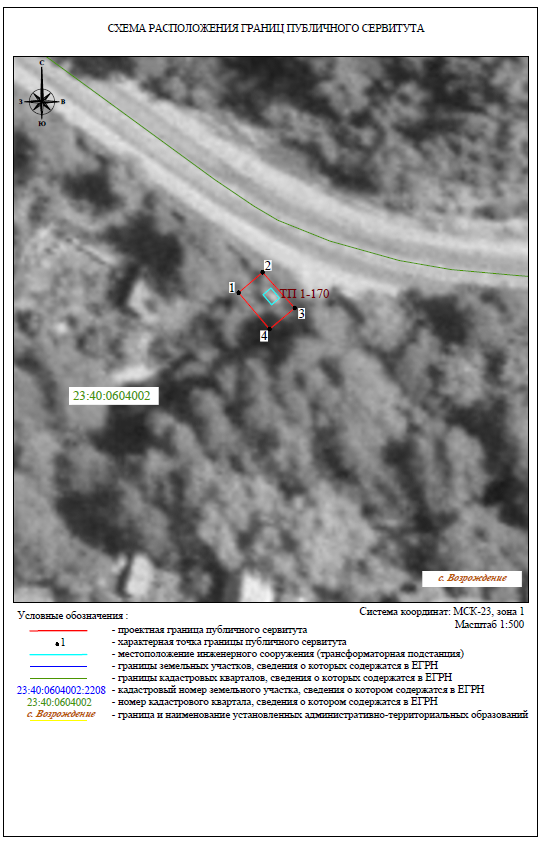 СХЕМА РАСПОЛОЖЕНИЯ ГРАНИЦ ПУБЛИЧНОГО СЕРВИТУТА
С
З
В
Ю
2
1
ТП 1-170
3
4
23:40:0604002
с. Возрождение
Система координат: МСК-23, зона 1
Масштаб 1:500
Условные обозначения :
- проектная граница публичного сервитута
1 - характерная точка границы публичного сервитута
- местоположение инженерного сооружения (трансформаторная подстанция)
- границы земельных участков, сведения о которых содержатся в ЕГРН
- границы кадастровых кварталов, сведения о которых содержатся в ЕГРН
23:40:0604002:2208 - кадастровый номер земельного участка, сведения о котором содержатся в ЕГРН
23:40:0604002 - номер кадастрового квартала, сведения о котором содержатся в ЕГРН
с. Возрождение - граница и наименование установленных административно-территориальных образований